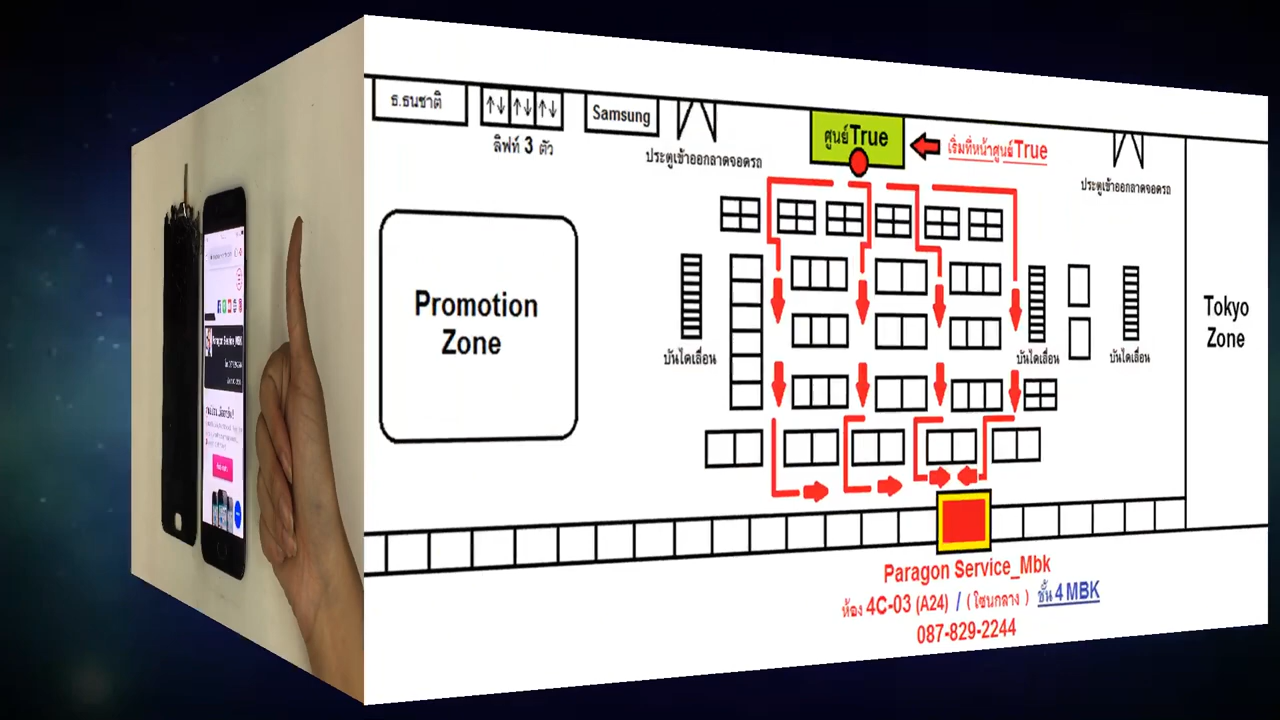 ธ.ธนชาติ
ลิฟท์ 3 ตัว
Samsung
ประตูเข้าออกลาดจอดรถ
ศูนย์True
เริ่มที่หน้าศูนย์True
ประตูเข้าออกลาดจอดรถ
Promotion
Zone
บันไดเลื่อน
บันไดเลื่อน
บันไดเลื่อน
Tokyo
Zone
Paragon Service_Mbk
ห้อง 4C-03 (A24) / ( โซนกลาง ) ชั้น 4 MBK
087-829-2244
Paragon Service_MBK